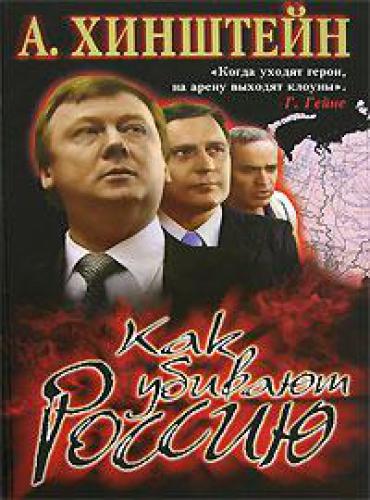 А. ХИНШТЕЙН
«Когда уходят герои,
на арену выходят клоуны».
Г. Гейне
Как
убивают
Россию